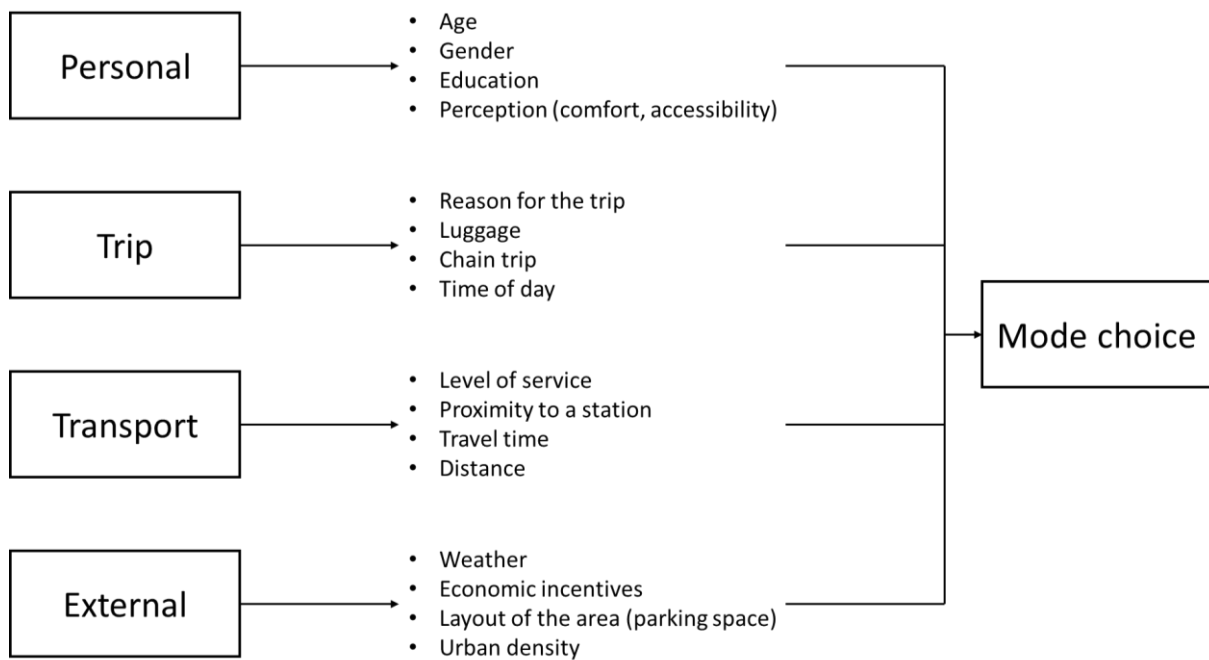 Personal
• Age
• Gender
• Education
• Perception (comfort, accessibility)
Trip
• Reason for the trip
• Luggage
• Chain trip
• Time of day
Transport
• Level of service
• Proximity to a station
• Travel time
• Distance
External
• Weather
• Economic incentives
• Layout of the area (parking space)
• Urban density
Mode choice